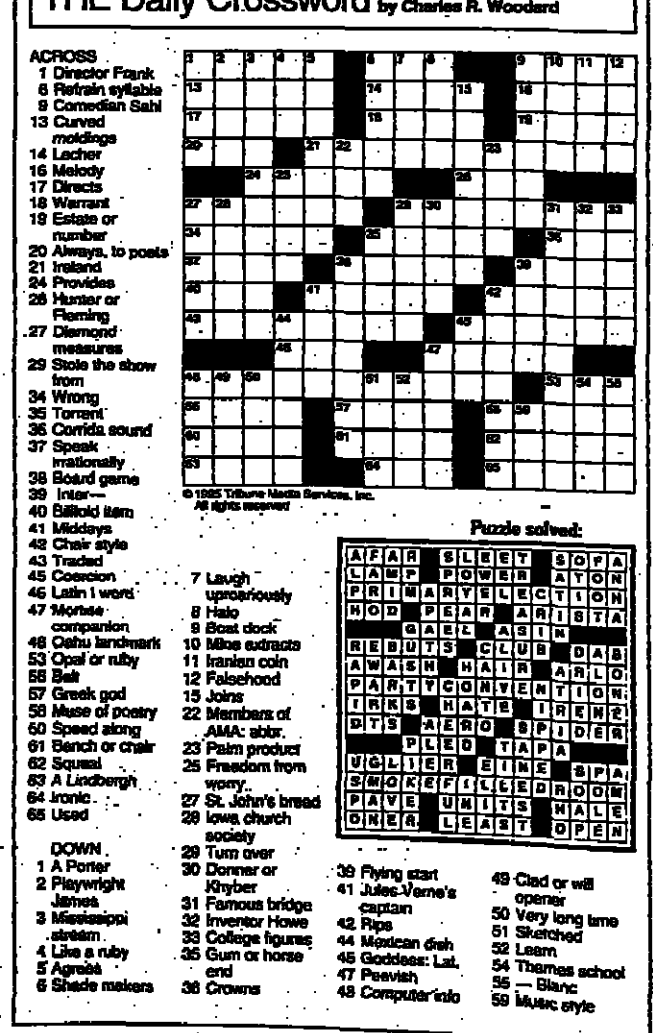 THE Daily Crossword by Charles R. Woodard
ACROSS
1 Director Frank
6 Refrain syllable
9 Comedian Sahl
13 Curved
moldings
14 Lecher
16 Melody
17 Directs
18 Warrant
19 Estate or
number
20 Always, to poets
21 Ireland
24 Provides
26 Hunter or
Fleming
27 Diamond
measures
29 Stole the show
from
34 Wrong
35 Torrent
36 Corrida sound
37 Speak
irrationally
38 Board game
39 Inter—
40 Billfold item
41 Middays
42 Chair style
43 Traded
45 Coercion
46 Latin I word
47 Mortise
companion
48 Oahu landmark
53 Opal or ruby
56 Belt
57 Greek god
58 Muse of poetry
60 Speed along
61 Bench or chair
62 Squeal
63 A Lindbergh
64 Ironic
65 Used
DOWN
1 A Porter
2 Playwright
James
3 Mississippi
stream
4 Like a ruby
5 Agrees
6 Shade makers
© 1995 Tribune Media Services, Inc.
All rights reserved
7 Laugh
uproariously
8 Halo
9 Boat dock
10 Mine extracts
11 Iranian coin
12 Falsehood
15 Joins
22 Members of
AMA: abbr.
23 Palm product
25 Freedom from
worry
27 St. John's bread
28 Iowa church
society
29 Turn over
30 Donner or
Khyber
31 Famous bridge
32 Inventor Howe
33 College figures
35 Gum or horse
end
38 Crowns
Puzzle solved:
AFAR SLEET SOFA
LAMP POWER ATON
PRIMARYELECTION
HOD PEAR ARISTA
GAEL ASIN
REBUTS CLUB DAB
AWASH HAIR ARLO
PARTYCONVENTION
IRKS HATE IRENE
DTS AERO SPIDER
PLED TAPA
UGLIER EINE SPA
SMOKEFILLEDROOM
PAVE UNITS HALE
ONER LEAST OPEN
39 Flying start
41 Jules Verne's
captain
42 Rips
44 Mexican dish
45 Goddess: Lat.
47 Peevish
48 Computer info
49 Clad or will
opener
50 Very long time
51 Sketched
52 Learn
54 Thames school
55 — Blanc
59 Music style